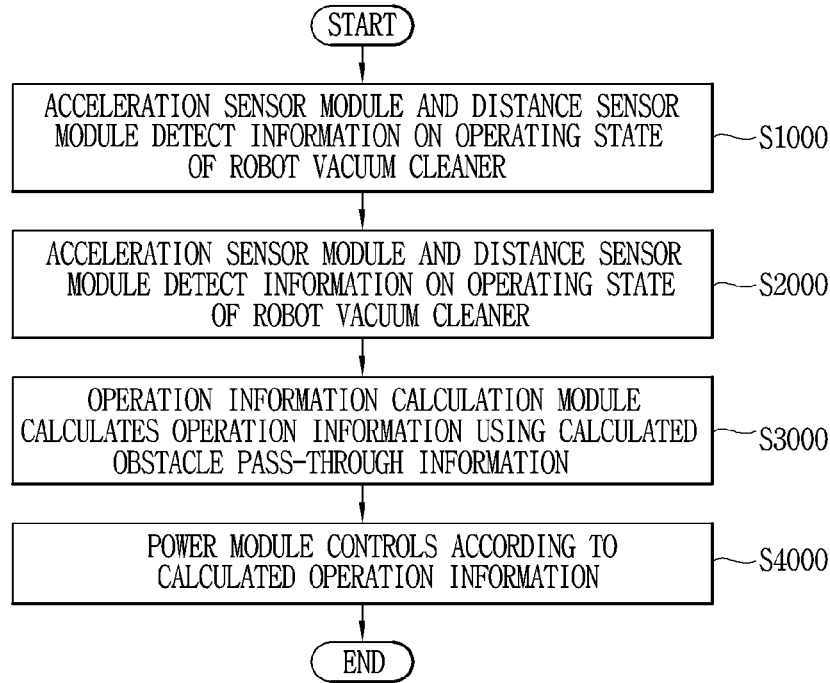 START
ACCELERATION SENSOR MODULE AND DISTANCE SENSOR
MODULE DETECT INFORMATION ON OPERATING STATE
OF ROBOT VACUUM CLEANER
S1000
ACCELERATION SENSOR MODULE AND DISTANCE SENSOR
MODULE DETECT INFORMATION ON OPERATING STATE
OF ROBOT VACUUM CLEANER
S2000
OPERATION INFORMATION CALCULATION MODULE
CALCULATES OPERATION INFORMATION USING CALCULATED
OBSTACLE PASS-THROUGH INFORMATION
S3000
POWER MODULE CONTROLS ACCORDING TO
CALCULATED OPERATION INFORMATION
S4000
END